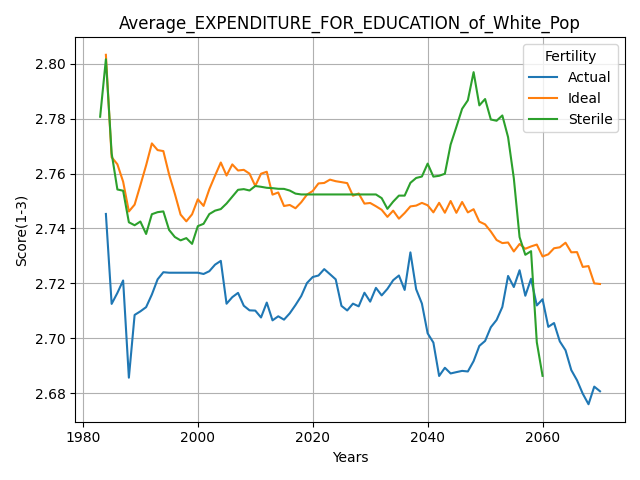 Average_EXPENDITURE_FOR_EDUCATION_of_White_Pop
Fertility
Actual
Ideal
Sterile
Score(1-3)
2.80
2.78
2.76
2.74
2.72
2.70
2.68
1980 2000 2020 2040 2060
Years